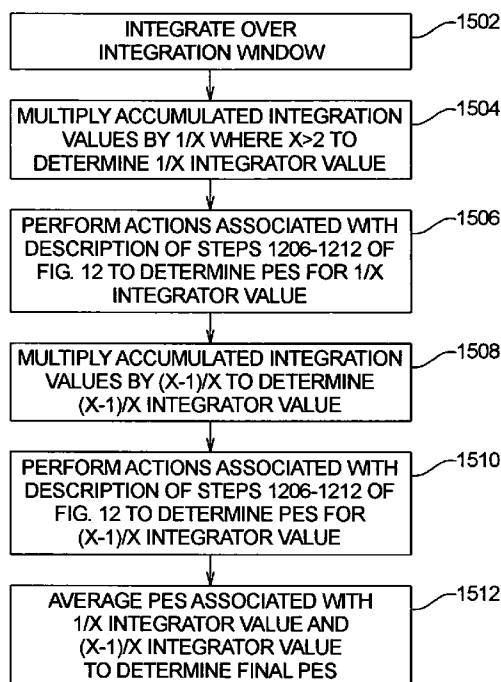 INTEGRATE OVER
INTEGRATION WINDOW
1502
MULTIPLY ACCUMULATED INTEGRATION
VALUES BY 1/X WHERE X>2 TO
DETERMINE 1/X INTEGRATOR VALUE
1504
PERFORM ACTIONS ASSOCIATED WITH
DESCRIPTION OF STEPS 1206-1212 OF
FIG. 12 TO DETERMINE PES FOR 1/X
INTEGRATOR VALUE
1506
MULTIPLY ACCUMULATED INTEGRATION
VALUES BY (X-1)/X TO DETERMINE
(X-1)/X INTEGRATOR VALUE
1508
PERFORM ACTIONS ASSOCIATED WITH
DESCRIPTION OF STEPS 1206-1212 OF
FIG. 12 TO DETERMINE PES FOR
(X-1)/X INTEGRATOR VALUE
1510
AVERAGE PES ASSOCIATED WITH
1/X INTEGRATOR VALUE AND
(X-1)/X INTEGRATOR VALUE
TO DETERMINE FINAL PES
1512